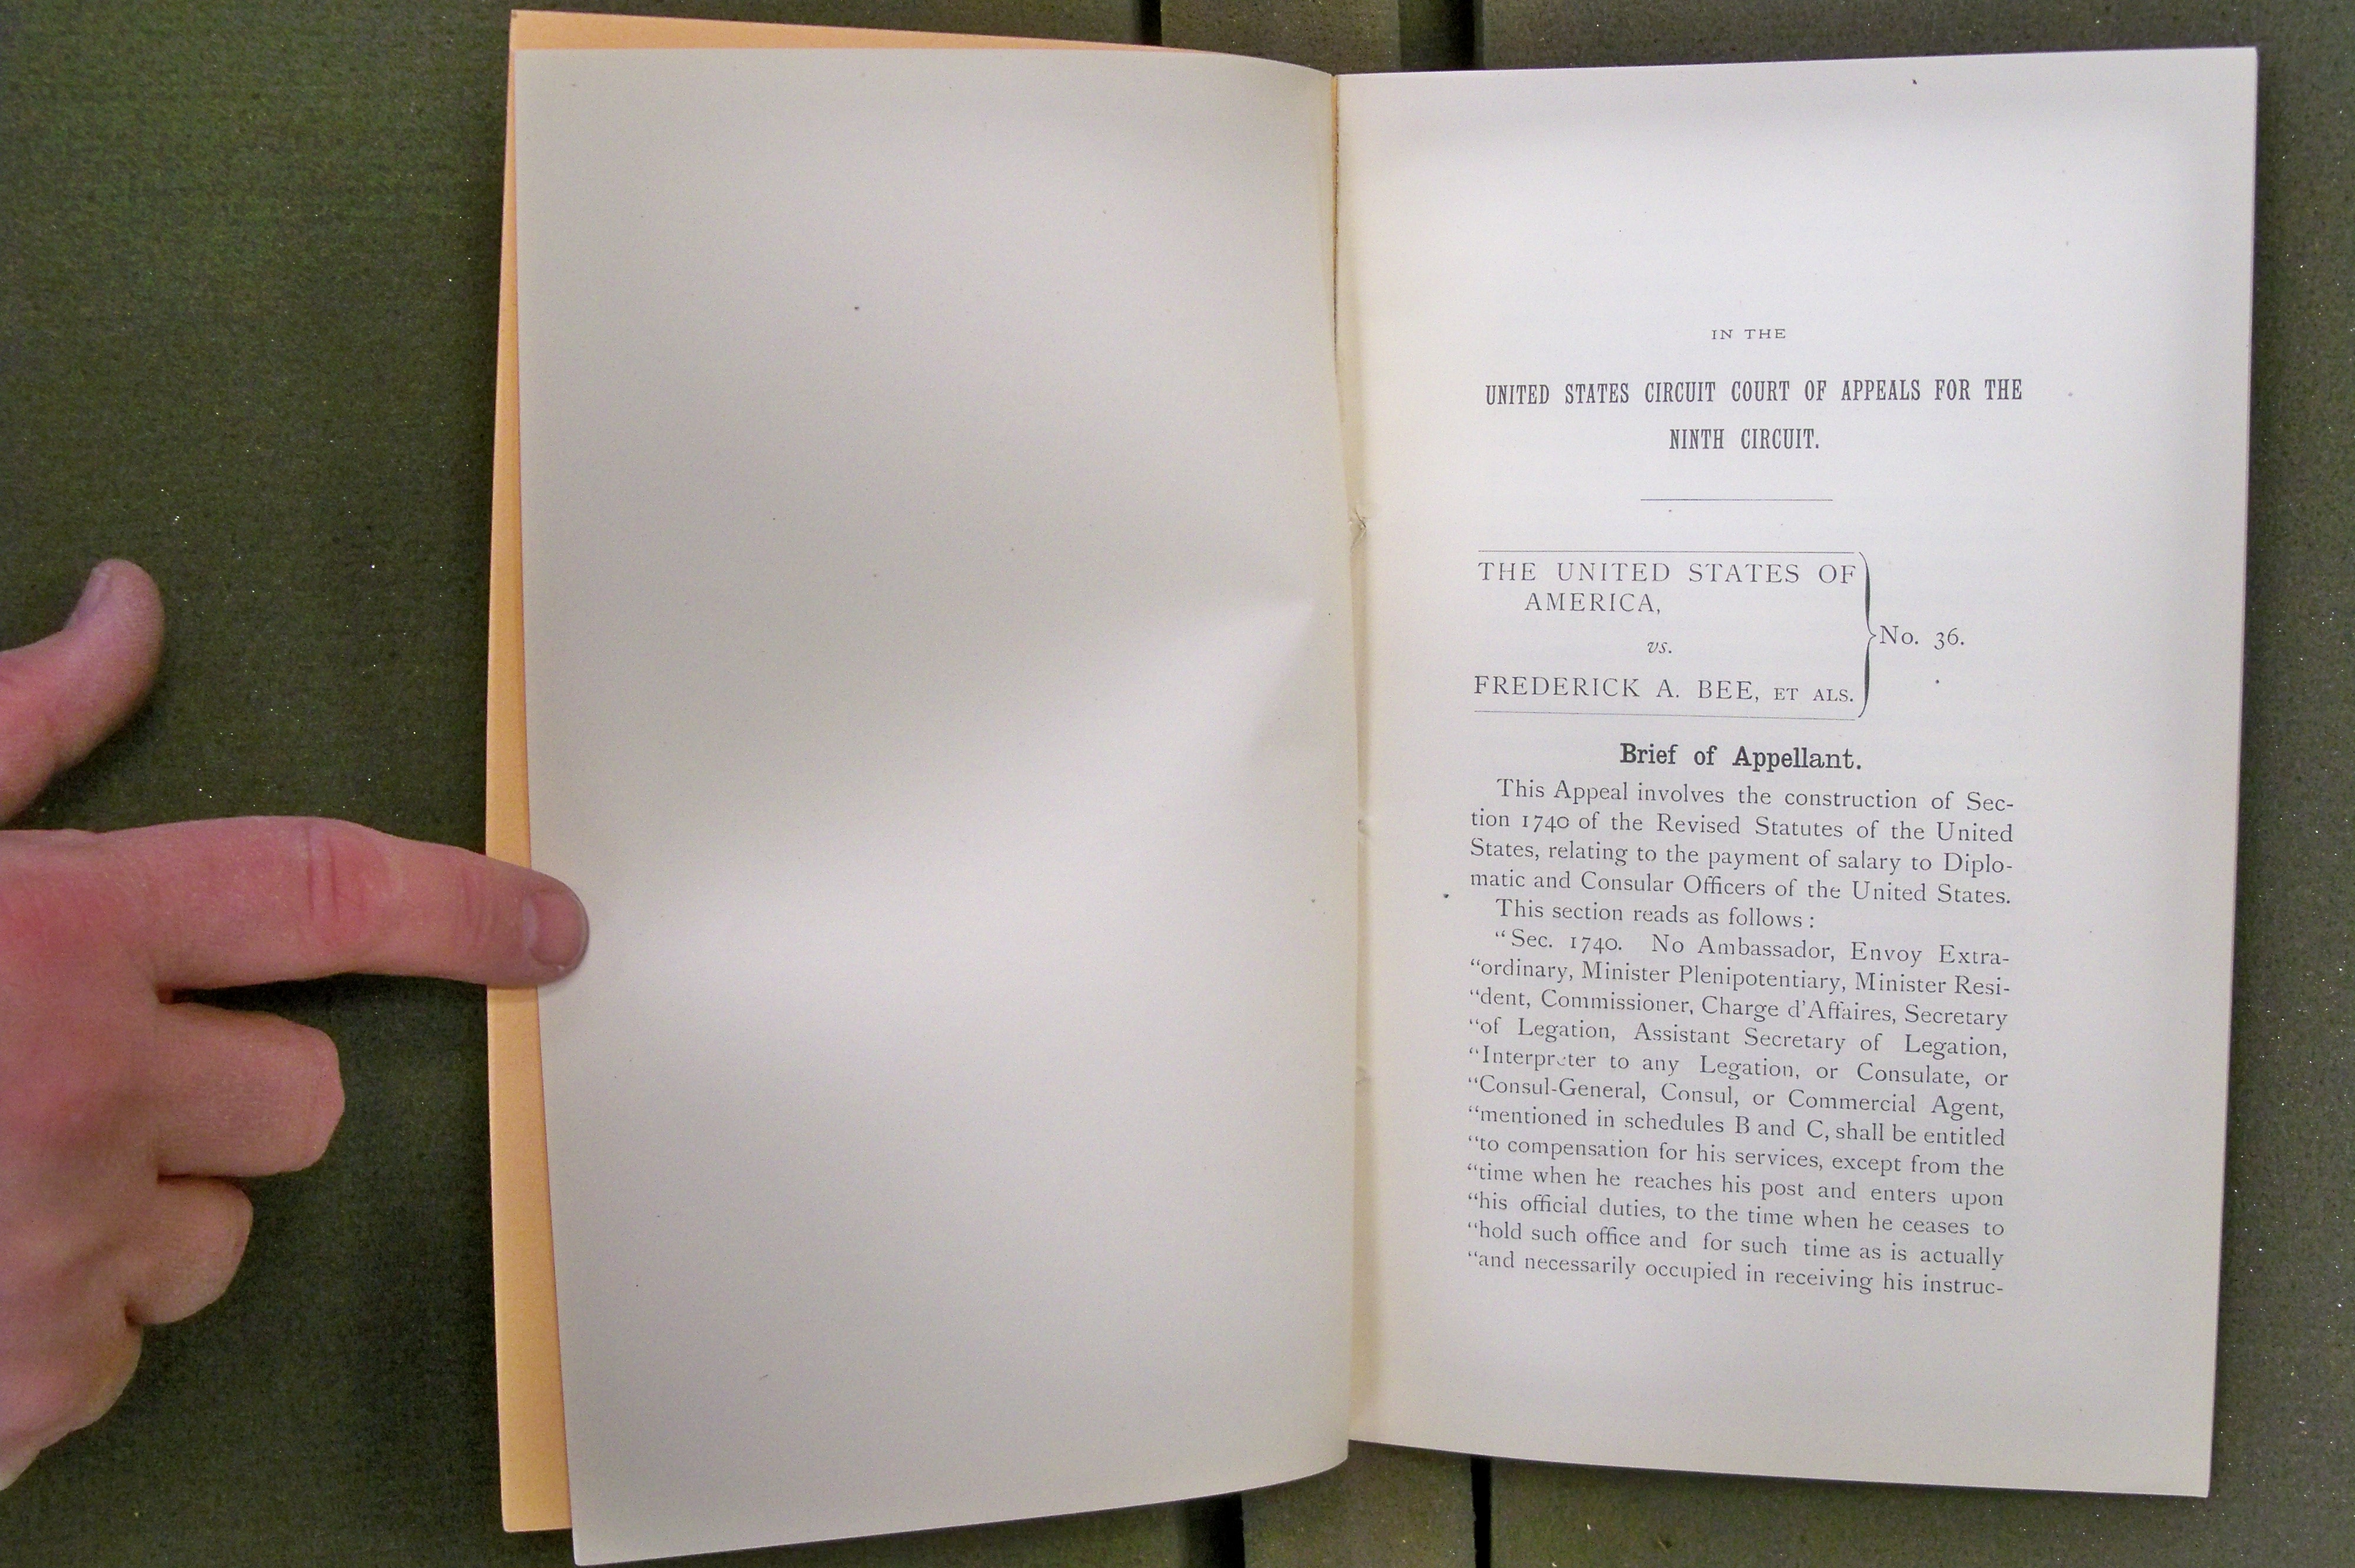 IN THE
UNITED STATES CIRCUIT COURT OF APPEALS FOR THE
NINTH CIRCUIT.
THE UNITED STATES OF
AMERICA,
vs.
FREDERICK A. BEE, ET ALS.
No. 36.
Brief of Appellant.
This Appeal involves the construction of Sec-
tion 1740 of the Revised Statutes of the United
States, relating to the payment of salary to Diplo-
matic and Consular Officers of the United States.
This section reads as follows:
"Sec. 1740. No Ambassador, Envoy Extra-
"ordinary, Minister Plenipotentiary, Minister Resi-
"dent, Commissioner, Charge d'Affaires, Secretary
"of Legation, Assistant Secretary of Legation,
"Interpreter to any Legation, or Consulate, or
"Consul-General, Consul, or Commercial Agent,
"mentioned in schedules B and C, shall be entitled
"to compensation for his services, except from the
"time when he reaches his post and enters upon
"his official duties, to the time when he ceases to
"hold such office and for such time as is actually
"and necessarily occupied in receiving his instruc-